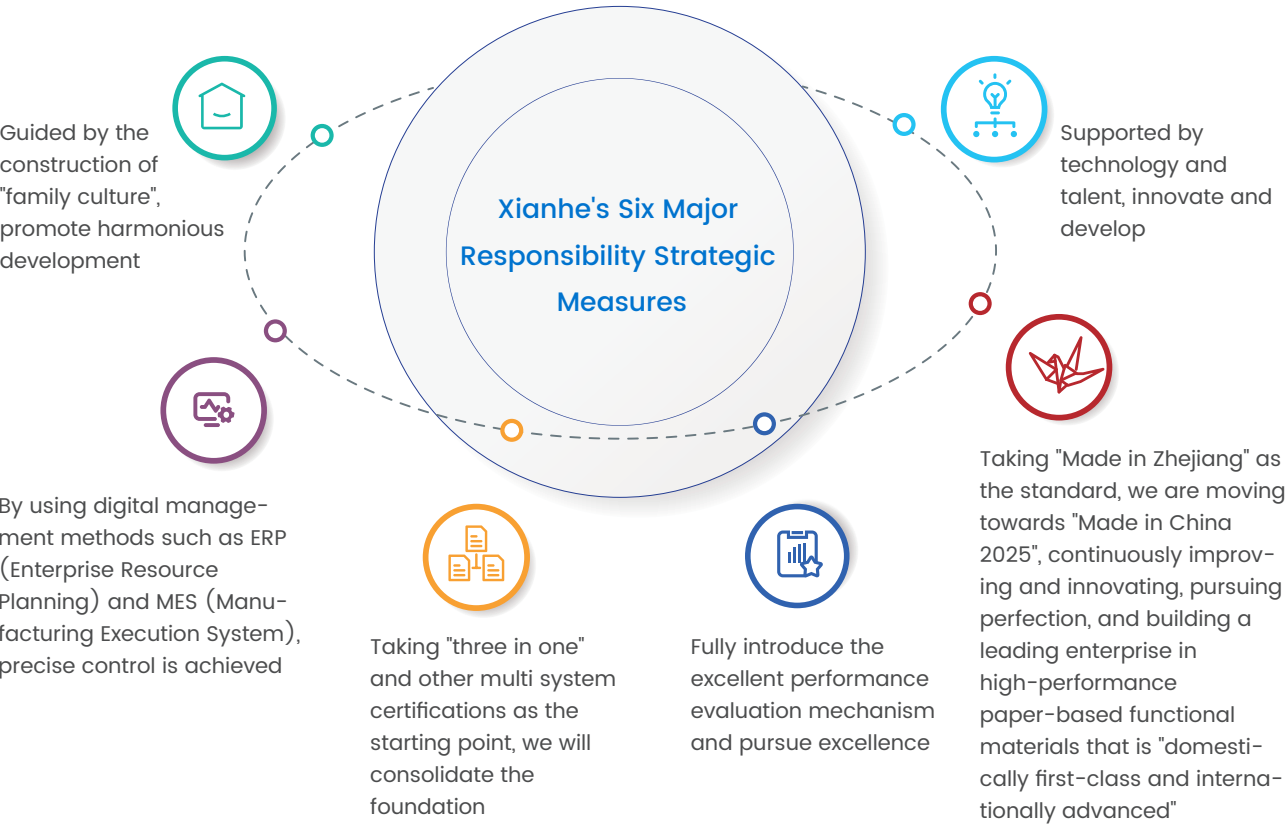 Xianhe's Six Major
Responsibility Strategic
Measures
Guided by the
construction of
"family culture",
promote harmonious
development
Supported by
technology and
talent, innovate and
develop
By using digital manage-
ment methods such as ERP
(Enterprise Resource
Planning) and MES (Manu-
facturing Execution System),
precise control is achieved
Taking "three in one"
and other multi system
certifications as the
starting point, we will
consolidate the
foundation
Fully introduce the
excellent performance
evaluation mechanism
and pursue excellence
Taking "Made in Zhejiang" as
the standard, we are moving
towards "Made in China
2025", continuously improv-
ing and innovating, pursuing
perfection, and building a
leading enterprise in
high-performance
paper-based functional
materials that is "domesti-
cally first-class and interna-
tionally advanced"